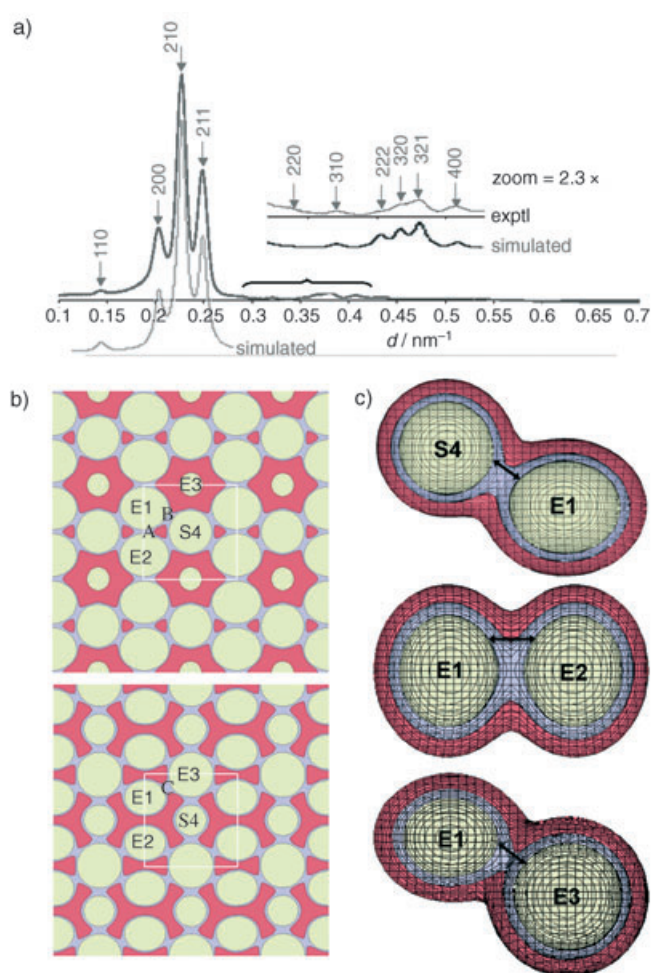 a)
210
200
211
110
220
310
222
320
321
400
zoom = 2.3 ×
exptl
simulated
0.1 0.15 0.2 0.25 0.3 0.35 0.4 0.45 0.5 0.55 0.6 0.65 0.7
d / nm⁻¹
simulated
b)
E3
E1
B
A
S4
E2
E3
E1
C
S4
E2
c)
S4
E1
E1
E2
E1
E3